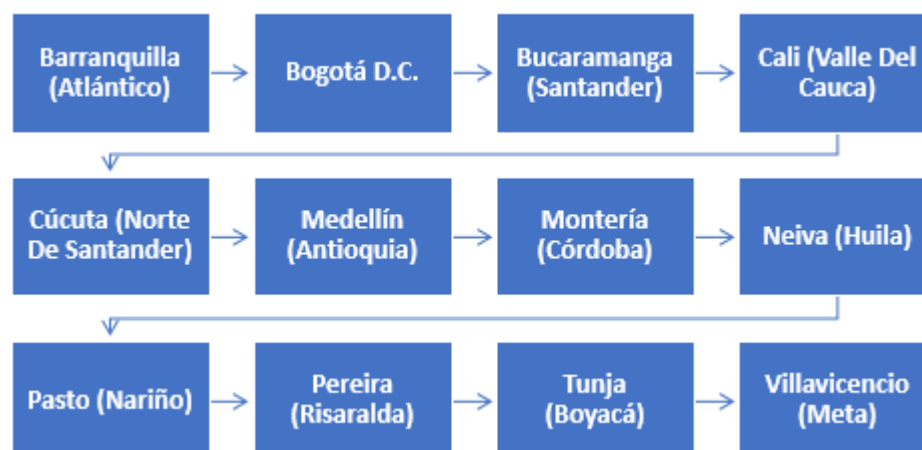 Barranquilla
(Atlántico)
Bogotá D.C.
Bucaramanga
(Santander)
Cali (Valle Del
Cauca)
Cúcuta (Norte
De Santander)
Medellín
(Antioquia)
Montería
(Córdoba)
Neiva (Huila)
Pasto (Nariño)
Pereira
(Risaralda)
Tunja
(Boyacá)
Villavicencio
(Meta)